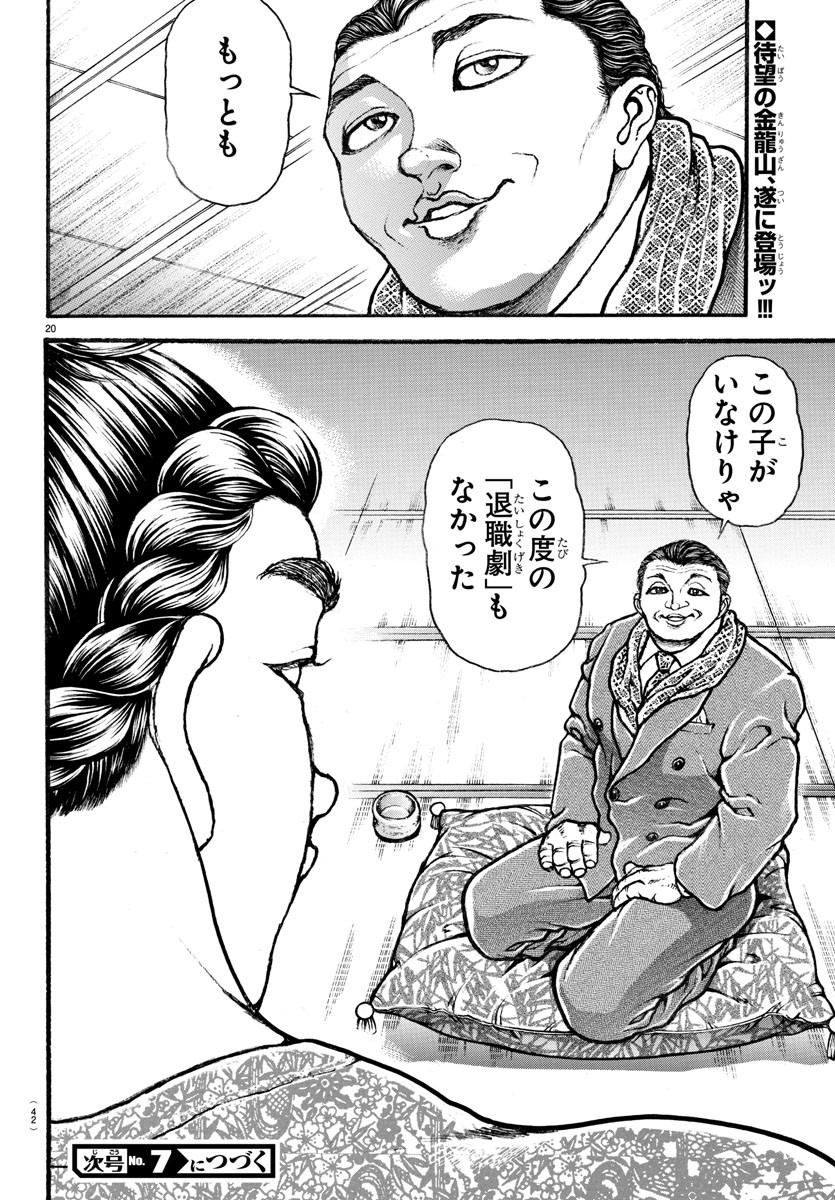 ◆待望の金龍山、遂に登場ッ!!!
もっとも
20
この子が
いなけりゃ
この度の
「退職劇」も
なかった
(42)
次号No.7につづく